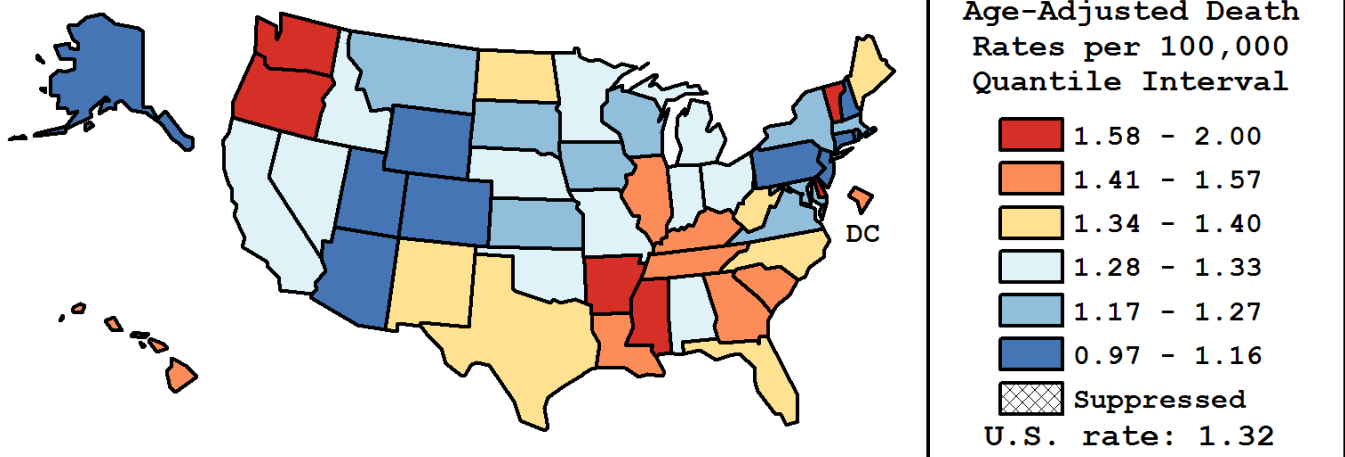 Age-Adjusted Death
Rates per 100,000
Quantile Interval
1.58 - 2.00
1.41 - 1.57
1.34 - 1.40
1.28 - 1.33
1.17 - 1.27
0.97 - 1.16
Suppressed
U.S. rate: 1.32
DC